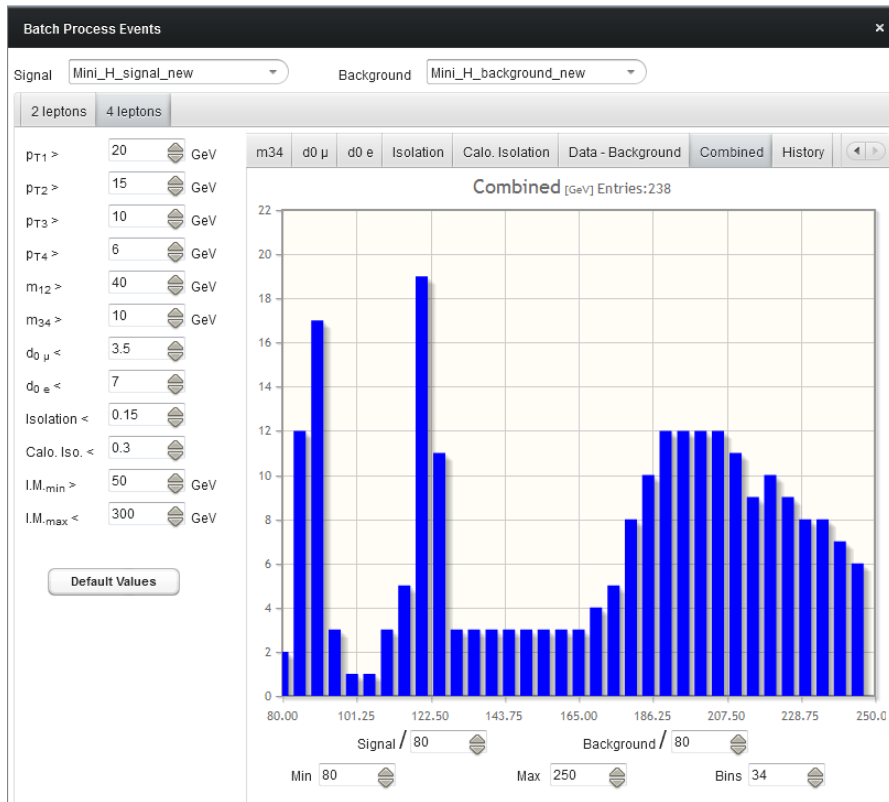 Batch Process Events ×
Signal Mini_H_signal_new Background Mini_H_background_new
2 leptons 4 leptons
pT1 > 20 GeV
pT2 > 15 GeV
pT3 > 10 GeV
pT4 > 6 GeV
m12 > 40 GeV
m34 > 10 GeV
d0 μ < 3.5
d0 e < 7
Isolation < 0.15
Calo. Iso. < 0.3
I.M.min > 50 GeV
I.M.max < 300 GeV
Default Values
m34 d0 μ d0 e Isolation Calo. Isolation Data - Background Combined History
Combined [GeV] Entries:238
22
20
18
16
14
12
10
8
6
4
2
0
80.00 101.25 122.50 143.75 165.00 186.25 207.50 228.75 250.0
Signal / 80 Background / 80
Min 80 Max 250 Bins 34